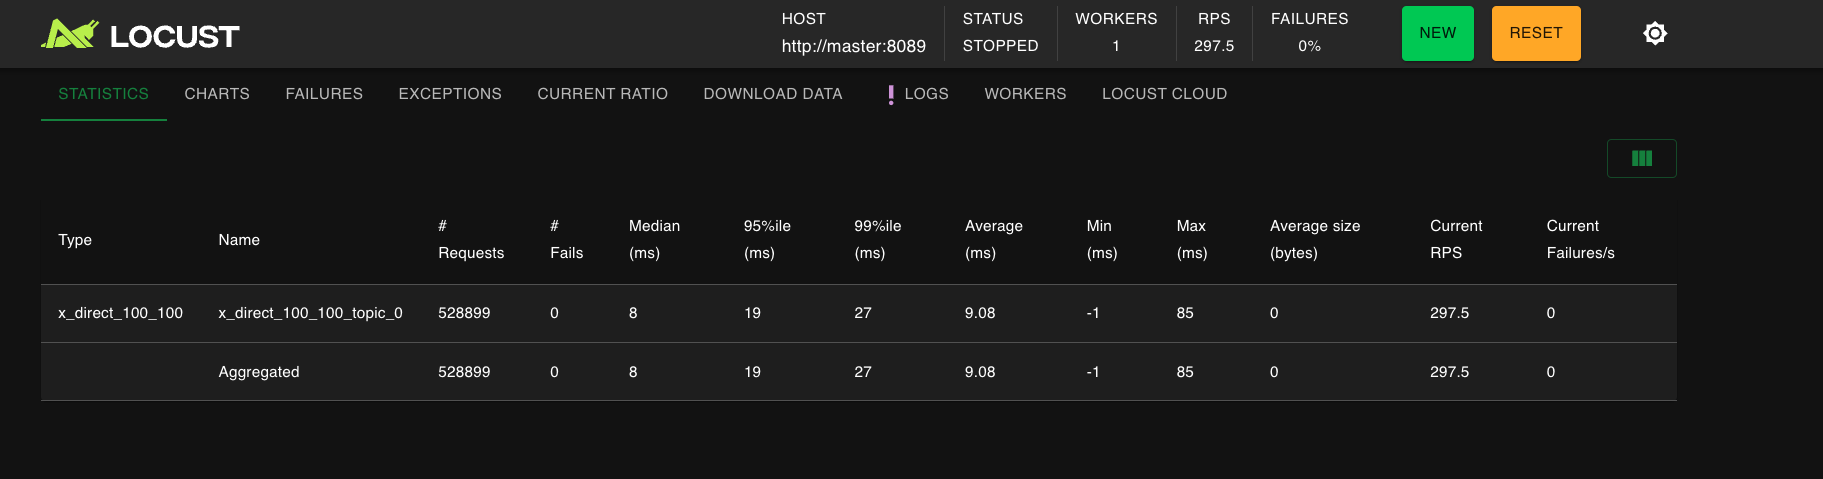 LOCUST
HOST
http://master:8089
STATUS
STOPPED
WORKERS
1
RPS
297.5
FAILURES
0%
NEW
RESET
STATISTICS CHARTS FAILURES EXCEPTIONS CURRENT RATIO DOWNLOAD DATA ❗ LOGS WORKERS LOCUST CLOUD
Type
Name
# Requests
# Fails
Median (ms)
95%ile (ms)
99%ile (ms)
Average (ms)
Min (ms)
Max (ms)
Average size (bytes)
Current RPS
Current Failures/s
x_direct_100_100 x_direct_100_100_topic_0 528899 0 8 19 27 9.08 -1 85 0 297.5 0
Aggregated 528899 0 8 19 27 9.08 -1 85 0 297.5 0